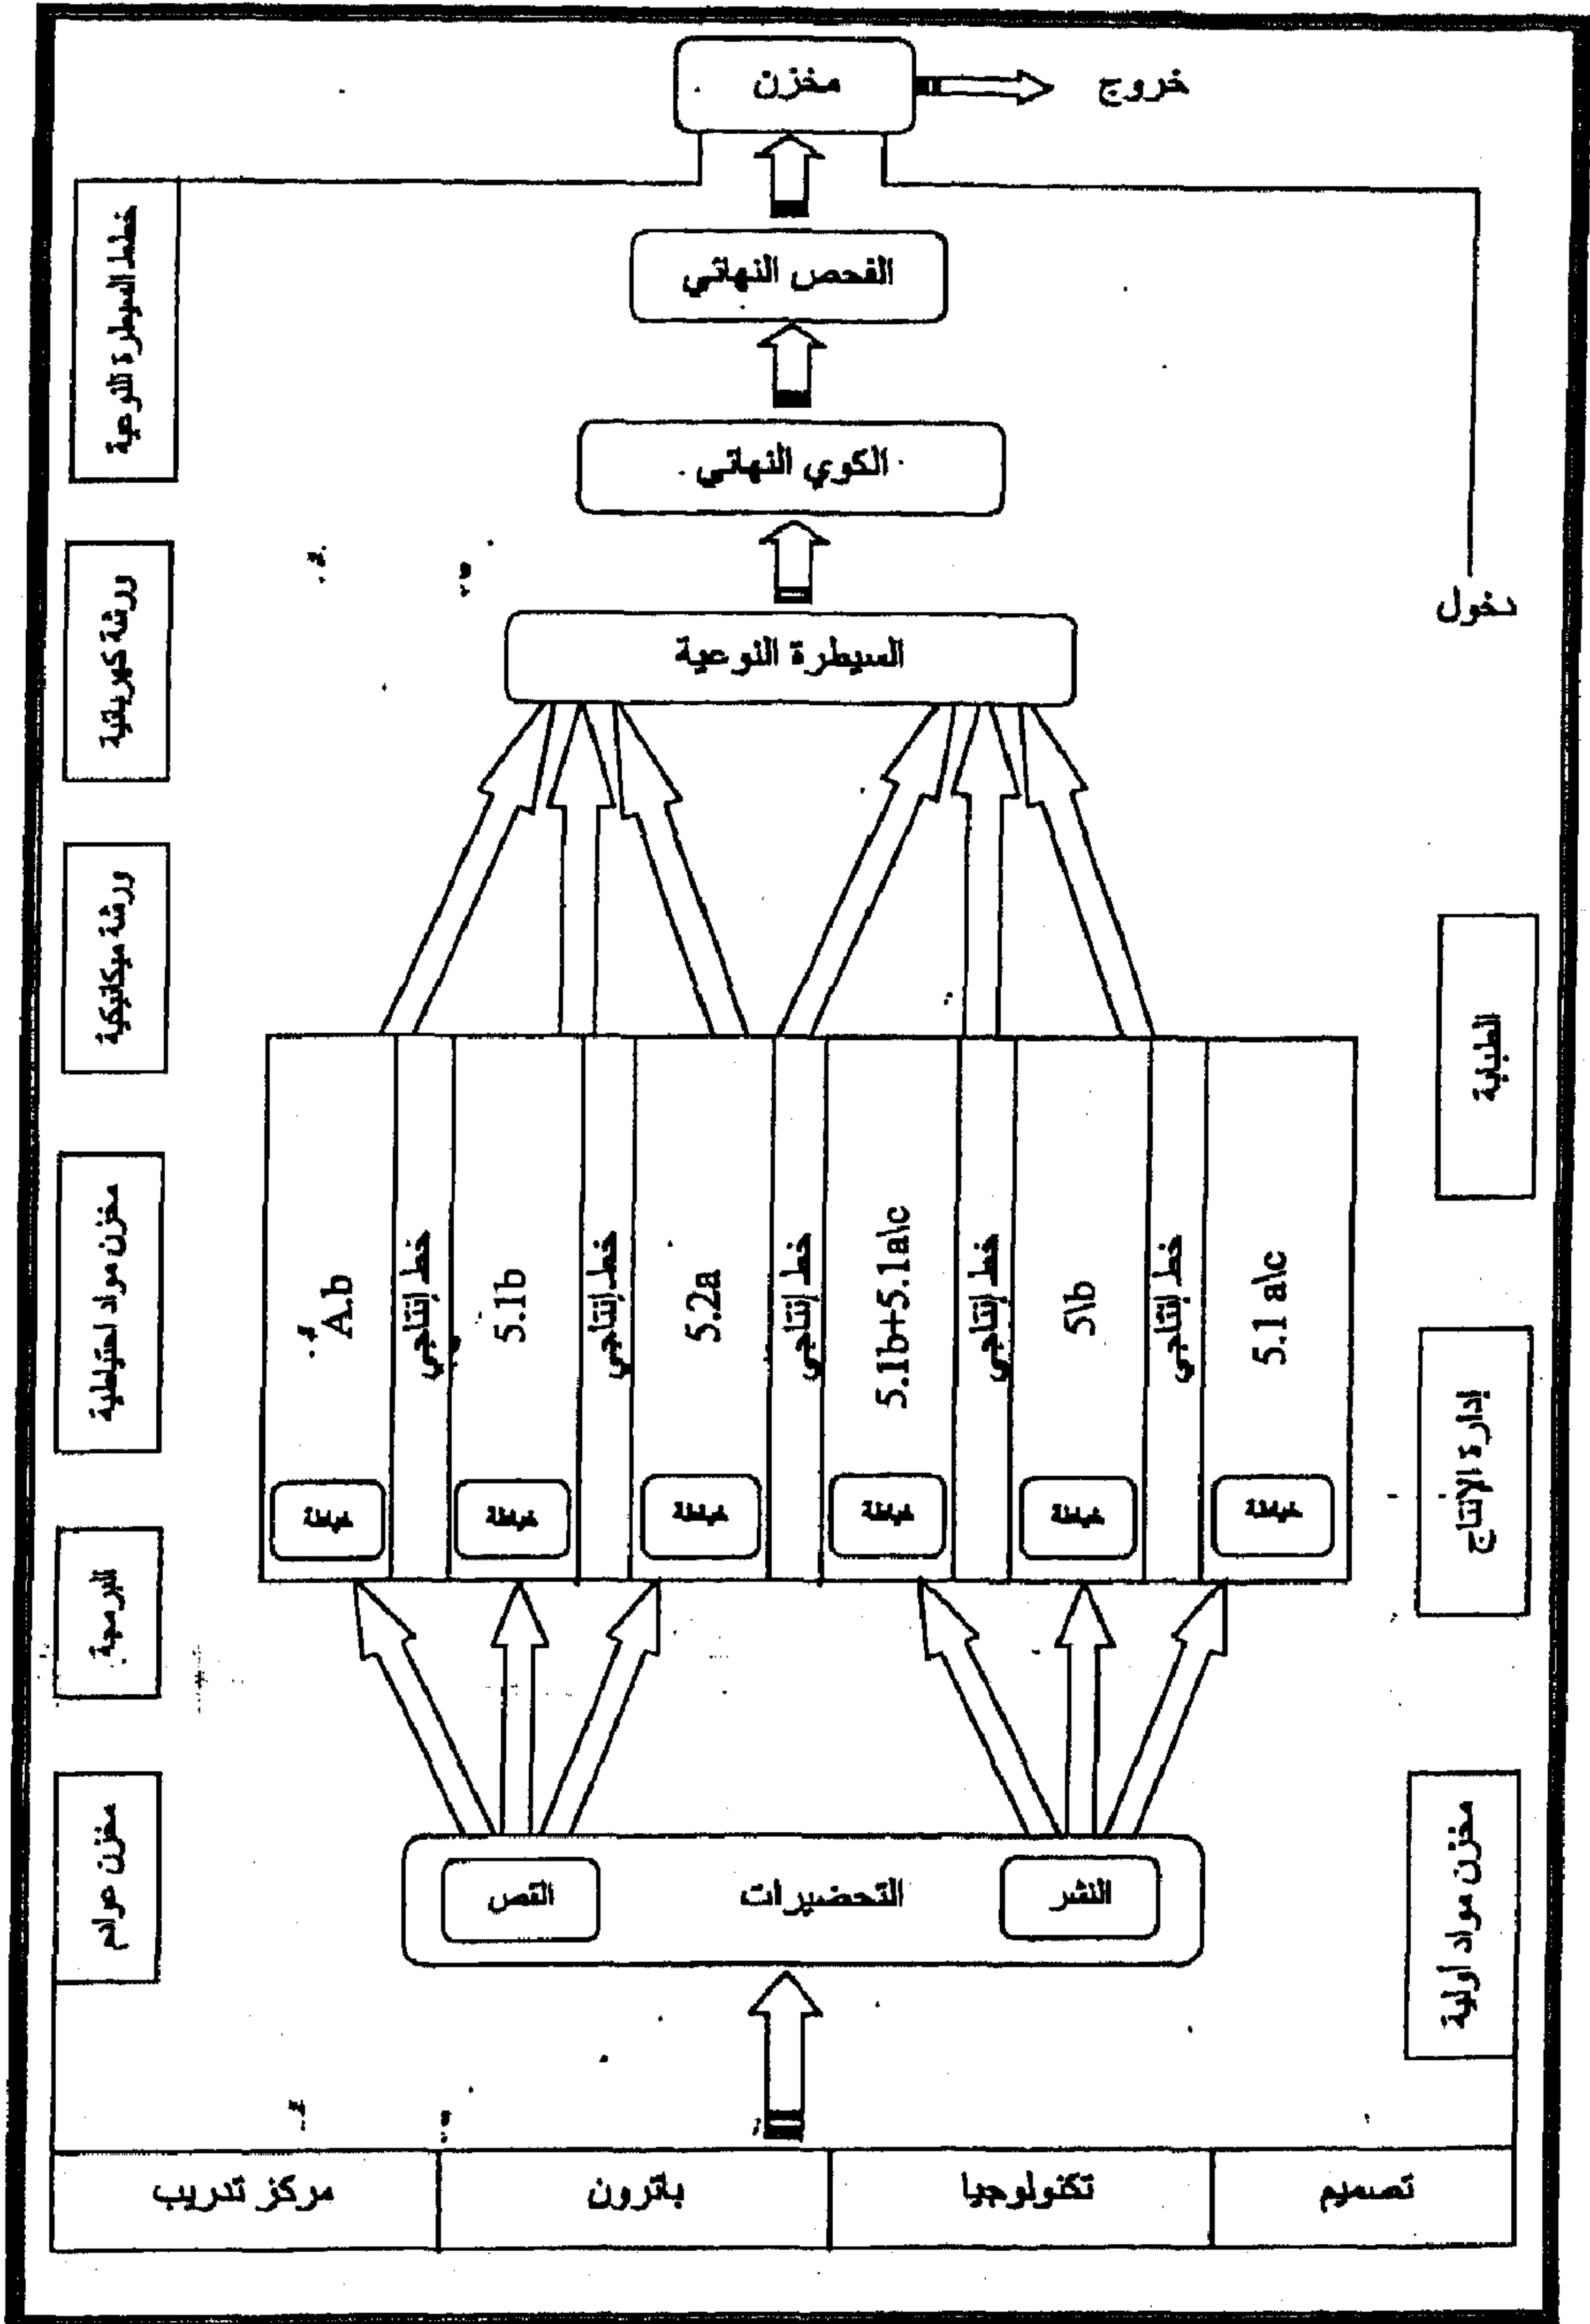 مخزن
خروج
خطط السيطرة النوعية
الفحص النهائي
الكوي النهائي
دخول
ورشة كهربائية
السيطرة النوعية
ورشة ميكانيكية
الطبابة
مخزن مواد احتياطية
A.b
خط إنتاجي
5.1b
خط إنتاجي
5.2a
خط إنتاجي
5.1b+5.1a\c
خط إنتاجي
5\b
خط إنتاجي
5.1 a\c
إدارة الإنتاج
خياطة
خياطة
خياطة
خياطة
خياطة
خياطة
البرمجة
مخزن عوادم
القص
التحضيرات
النشر
مخزن مواد أولية
مركز تدريب
باترون
تكنولوجيا
تصميم